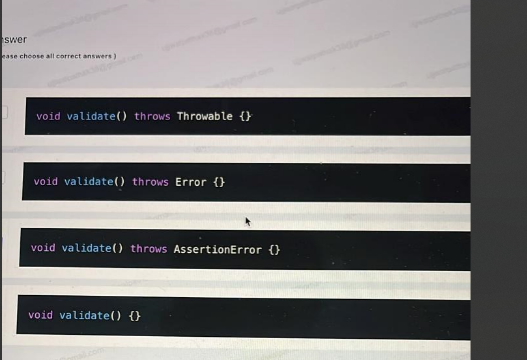 nswer
ease choose all correct answers )
void validate() throws Throwable {}
void validate() throws Error {}
void validate() throws AssertionError {}
void validate() {}